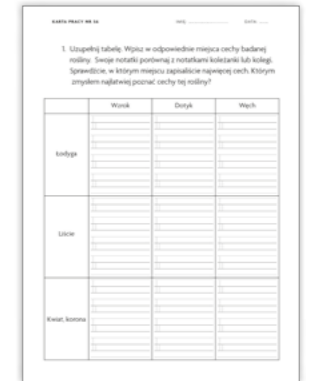 KARTA PRACY NR 56 IMIĘ DATA
1. Uzupełnij tabelę. Wpisz w odpowiednie miejsca cechy badanej
rośliny. Swoje notatki porównaj z notatkami koleżanki lub kolegi.
Sprawdźcie, w którym miejscu zapisaliście najwięcej cech. Którym
zmysłem najłatwiej poznać cechy tej rośliny?
Wzrok Dotyk Węch
Łodyga
Liście
Kwiat, korona